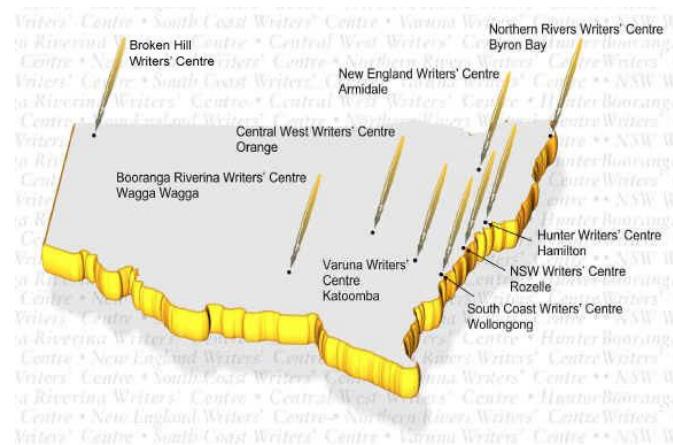 Broken Hill
Writers' Centre
Northern Rivers Writers' Centre
Byron Bay
New England Writers' Centre
Armidale
Central West Writers' Centre
Orange
Booranga Riverina Writers' Centre
Wagga Wagga
Varuna Writers'
Centre
Katoomba
Hunter Writers' Centre
Hamilton
NSW Writers' Centre
Rozelle
South Coast Writers' Centre
Wollongong